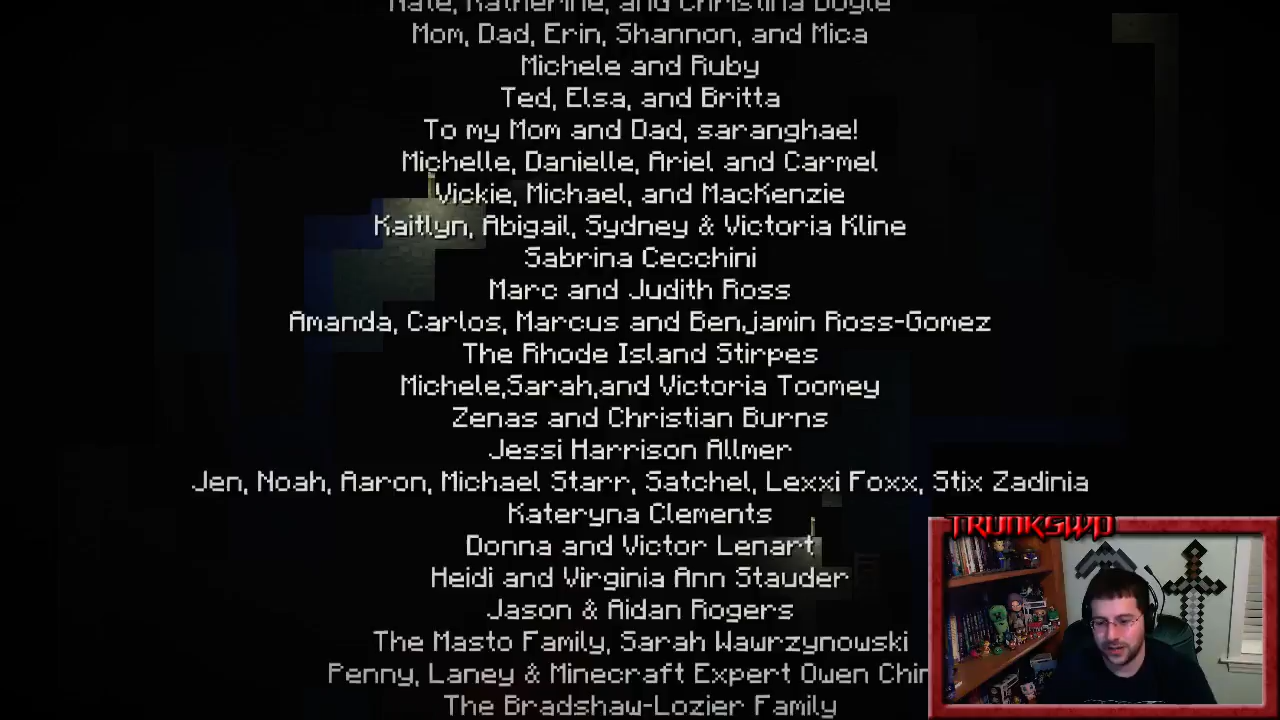 Nate, Katherine, and Christina Doyle
Mom, Dad, Erin, Shannon, and Mica
Michele and Ruby
Ted, Elsa, and Britta
To my Mom and Dad, saranghae!
Michelle, Danielle, Ariel and Carmel
Vickie, Michael, and MacKenzie
Kaitlyn, Abigail, Sydney & Victoria Kline
Sabrina Cecchini
Marc and Judith Ross
Amanda, Carlos, Marcus and Benjamin Ross-Gomez
The Rhode Island Stirpes
Michele,Sarah,and Victoria Toomey
Zenas and Christian Burns
Jessi Harrison Allmer
Jen, Noah, Aaron, Michael Starr, Satchel, Lexxi Foxx, Stix Zadinia
Kateryna Clements
Donna and Victor Lenart
Heidi and Virginia Ann Stauder
Jason & Aidan Rogers
The Masto Family, Sarah Wawrzynowski
Penny, Laney & Minecraft Expert Owen
The Bradshaw-Lozier Family
TRUNKSWD